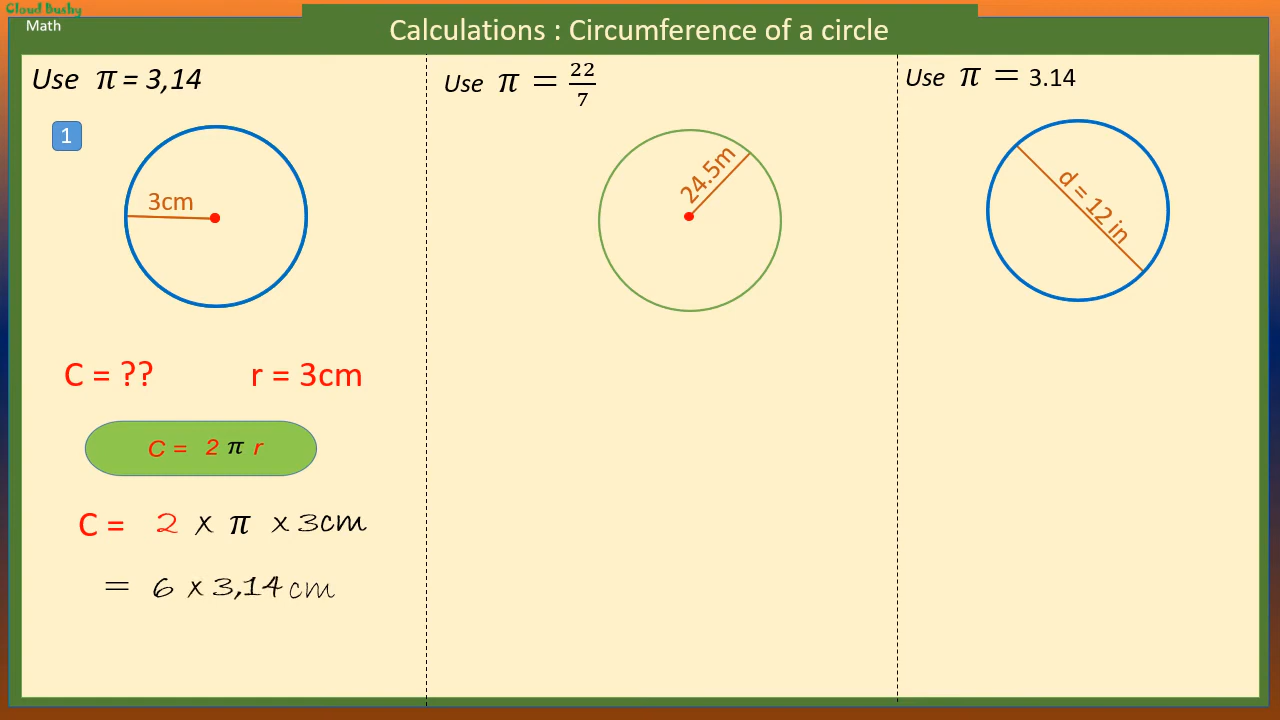 Cloud Bushy
Math
Calculations : Circumference of a circle
Use π = 3,14
1
3cm
C = ??
r = 3cm
C = 2 π r
C = 2 x π x 3cm
= 6 x 3,14 cm
Use π = 22/7
24.5m
Use π = 3.14
d = 12 in